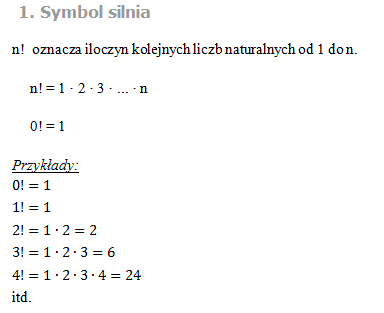 1. Symbol silnia
n! oznacza iloczyn kolejnych liczb naturalnych od 1 do n.
n! = 1 · 2 · 3 · ... · n
0! = 1
Przykłady:
0! = 1
1! = 1
2! = 1 · 2 = 2
3! = 1 · 2 · 3 = 6
4! = 1 · 2 · 3 · 4 = 24
itd.